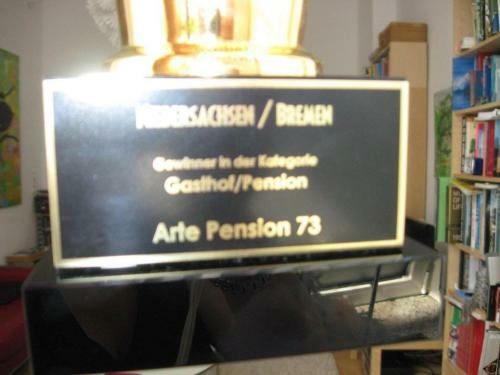 NIEDERSACHSEN / BREMEN
Gewinner in der Kategorie
Gasthof/Pension
Arte Pension 73